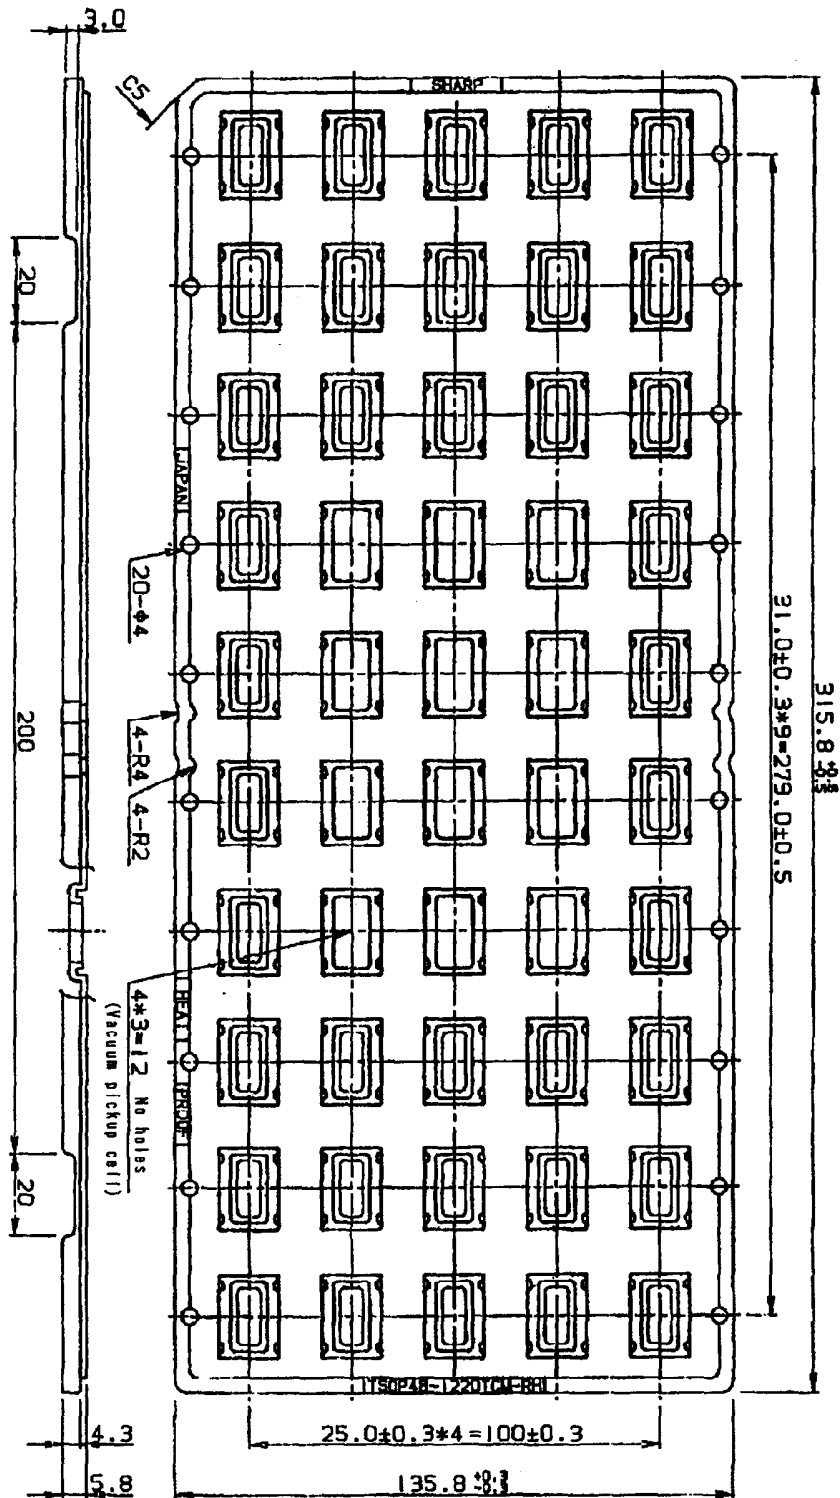 3.0
C5
SHARP
20
JAPAN
20-φ4
4-R4
4-R2
200
31.0±0.3*9=279.0±0.5
315.8
4*3=12 No holes
(Vacuum pickup cell)
HEAT PROOF
20
TSOP48-1220TCM-RH
4.3
25.0±0.3*4=100±0.3
5.8
135.8 +0.3